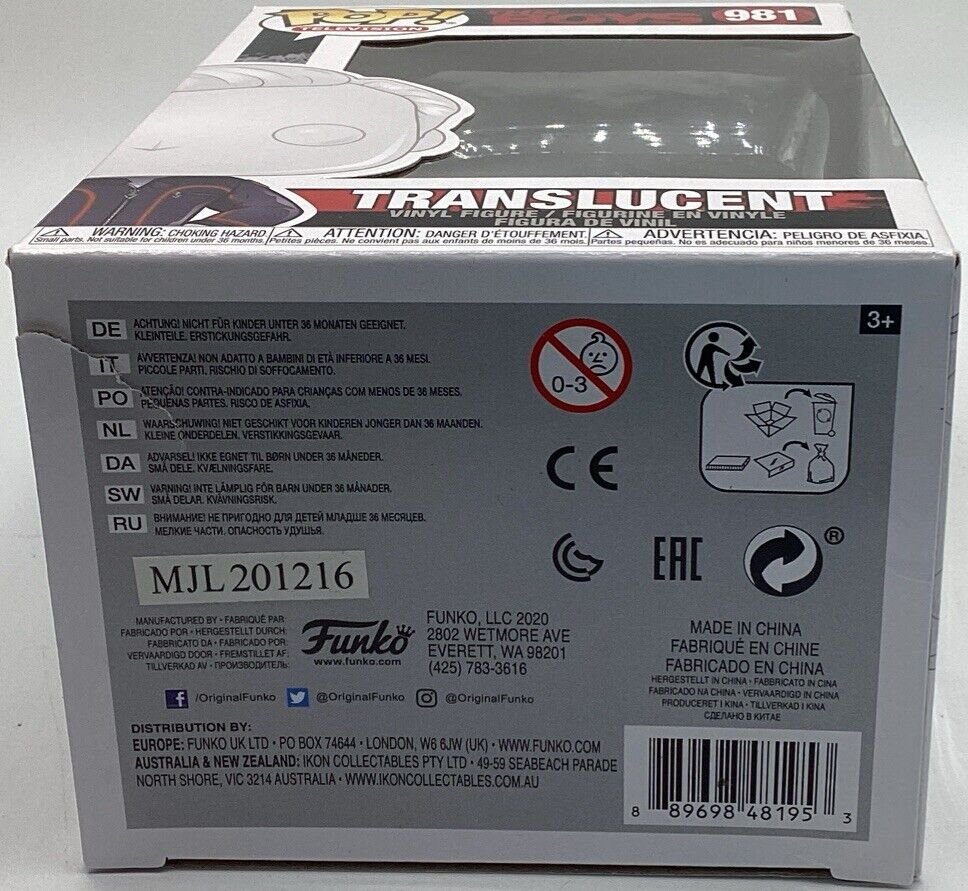 POP!
TELEVISION
THE BOYS
981
TRANSLUCENT
VINYL FIGURE / FIGURINE EN VINYLE
FIGURA DE VINIL
WARNING: CHOKING HAZARD.
Small parts. Not suitable for children under 36 months.
ATTENTION: DANGER D'ÉTOUFFEMENT.
Petites pièces. Ne convient pas aux enfants de moins de 36 mois.
ADVERTENCIA: PELIGRO DE ASFIXIA.
Partes pequeñas. No es adecuado para niños menores de 36 meses.
3+
DE ACHTUNG! NICHT FÜR KINDER UNTER 36 MONATEN GEEIGNET.
KLEINTEILE. ERSTICKUNGSGEFAHR.
IT AVVERTENZA! NON ADATTO A BAMBINI DI ETÀ INFERIORE A 36 MESI.
PICCOLE PARTI. RISCHIO DI SOFFOCAMENTO.
PO ATENÇÃO! CONTRA-INDICADO PARA CRIANÇAS COM MENOS DE 36 MESES.
PEQUENAS PARTES. RISCO DE ASFIXIA.
NL WAARSCHUWING! NIET GESCHIKT VOOR KINDEREN JONGER DAN 36 MAANDEN.
KLEINE ONDERDELEN. VERSTIKKINGSGEVAAR.
DA ADVARSEL! IKKE EGNET TIL BØRN UNDER 36 MÅNEDER.
SMÅ DELE. KVÆLNINGSFARE.
SW VARNING! INTE LÄMPLIG FÖR BARN UNDER 36 MÅNADER.
SMÅ DELAR. KVÄVNINGSRISK.
RU ВНИМАНИЕ! НЕ ПРИГОДНО ДЛЯ ДЕТЕЙ МЛАДШЕ 36 МЕСЯЦЕВ.
МЕЛКИЕ ЧАСТИ. ОПАСНОСТЬ УДУШЬЯ.
0-3
CE
EAC
®
MJL201216
MANUFACTURED BY • FABRIQUÉ PAR:
FABRICADO POR • HERGESTELLT DURCH:
FABBRICATO DA • FABRICADO POR:
VERVAARDIGD DOOR • FREMSTILLET AF:
TILLVERKAD AV • ПРОИЗВОДИТЕЛЬ:
Funko
www.funko.com
FUNKO, LLC 2020
2802 WETMORE AVE
EVERETT, WA 98201
(425) 783-3616
/OriginalFunko @OriginalFunko @OriginalFunko
MADE IN CHINA
FABRIQUÉ EN CHINE
FABRICADO EN CHINA
HERGESTELLT IN CHINA • FABBRICATO IN CINA
FABRICADO NA CHINA • VERVAARDIGD IN CHINA
PRODUCERET I KINA • TILLVERKAD I KINA
СДЕЛАНО В КИТАЕ
DISTRIBUTION BY:
EUROPE: FUNKO UK LTD • PO BOX 74644 • LONDON, W6 6JW (UK) • WWW.FUNKO.COM
AUSTRALIA & NEW ZEALAND: IKON COLLECTABLES PTY LTD • 49-59 SEABEACH PARADE
NORTH SHORE, VIC 3214 AUSTRALIA • WWW.IKONCOLLECTABLES.COM.AU
8 89698 48195 3